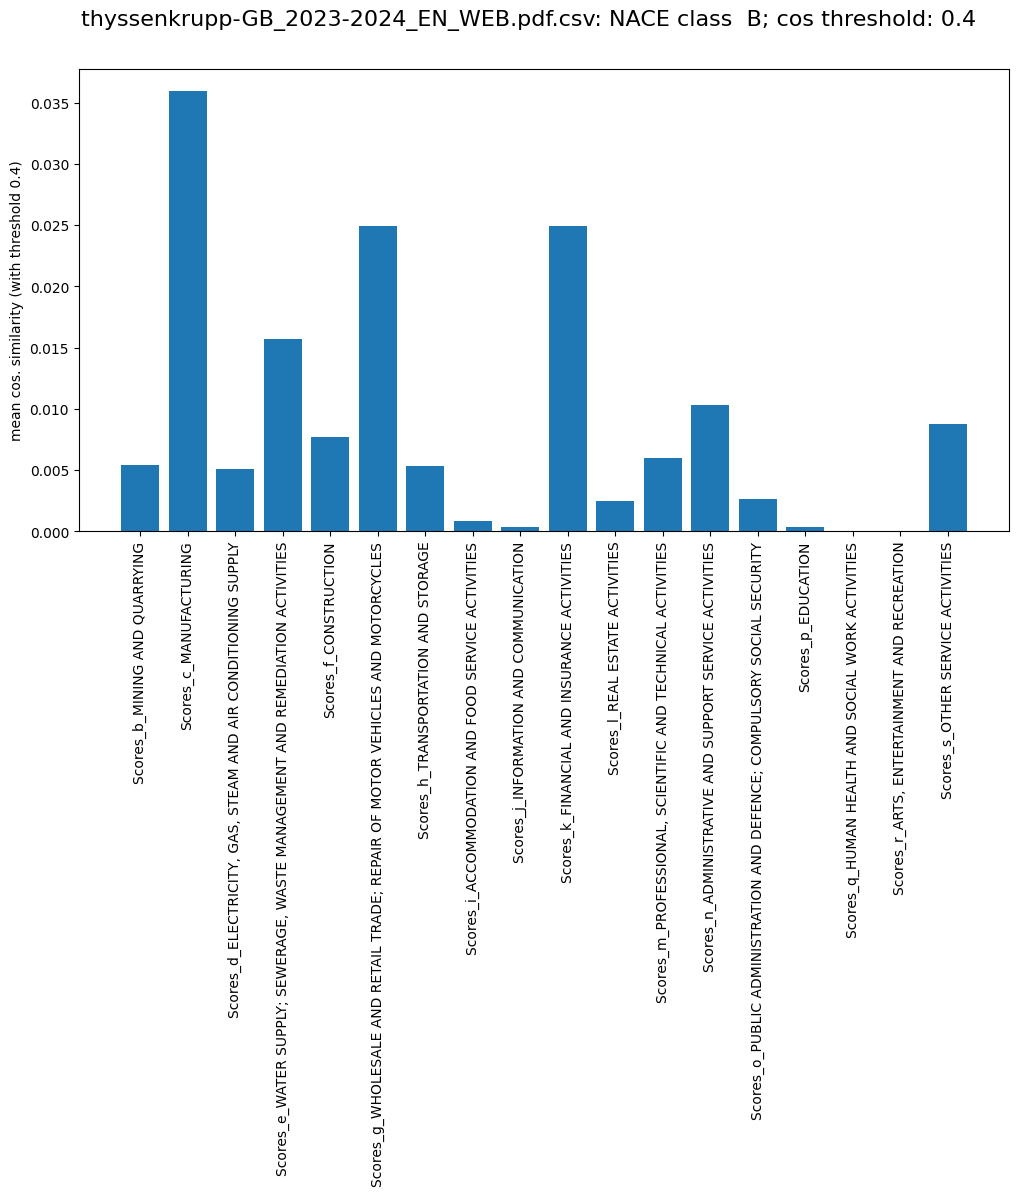 thyssenkrupp-GB_2023-2024_EN_WEB.pdf.csv: NACE class  B; cos threshold: 0.4
mean cos. similarity (with threshold 0.4)
0.035
0.030
0.025
0.020
0.015
0.010
0.005
0.000
Scores_b_MINING AND QUARRYING
Scores_c_MANUFACTURING
Scores_d_ELECTRICITY, GAS, STEAM AND AIR CONDITIONING SUPPLY
Scores_e_WATER SUPPLY; SEWERAGE, WASTE MANAGEMENT AND REMEDIATION ACTIVITIES
Scores_f_CONSTRUCTION
Scores_g_WHOLESALE AND RETAIL TRADE; REPAIR OF MOTOR VEHICLES AND MOTORCYCLES
Scores_h_TRANSPORTATION AND STORAGE
Scores_i_ACCOMMODATION AND FOOD SERVICE ACTIVITIES
Scores_j_INFORMATION AND COMMUNICATION
Scores_k_FINANCIAL AND INSURANCE ACTIVITIES
Scores_l_REAL ESTATE ACTIVITIES
Scores_m_PROFESSIONAL, SCIENTIFIC AND TECHNICAL ACTIVITIES
Scores_n_ADMINISTRATIVE AND SUPPORT SERVICE ACTIVITIES
Scores_o_PUBLIC ADMINISTRATION AND DEFENCE; COMPULSORY SOCIAL SECURITY
Scores_p_EDUCATION
Scores_q_HUMAN HEALTH AND SOCIAL WORK ACTIVITIES
Scores_r_ARTS, ENTERTAINMENT AND RECREATION
Scores_s_OTHER SERVICE ACTIVITIES